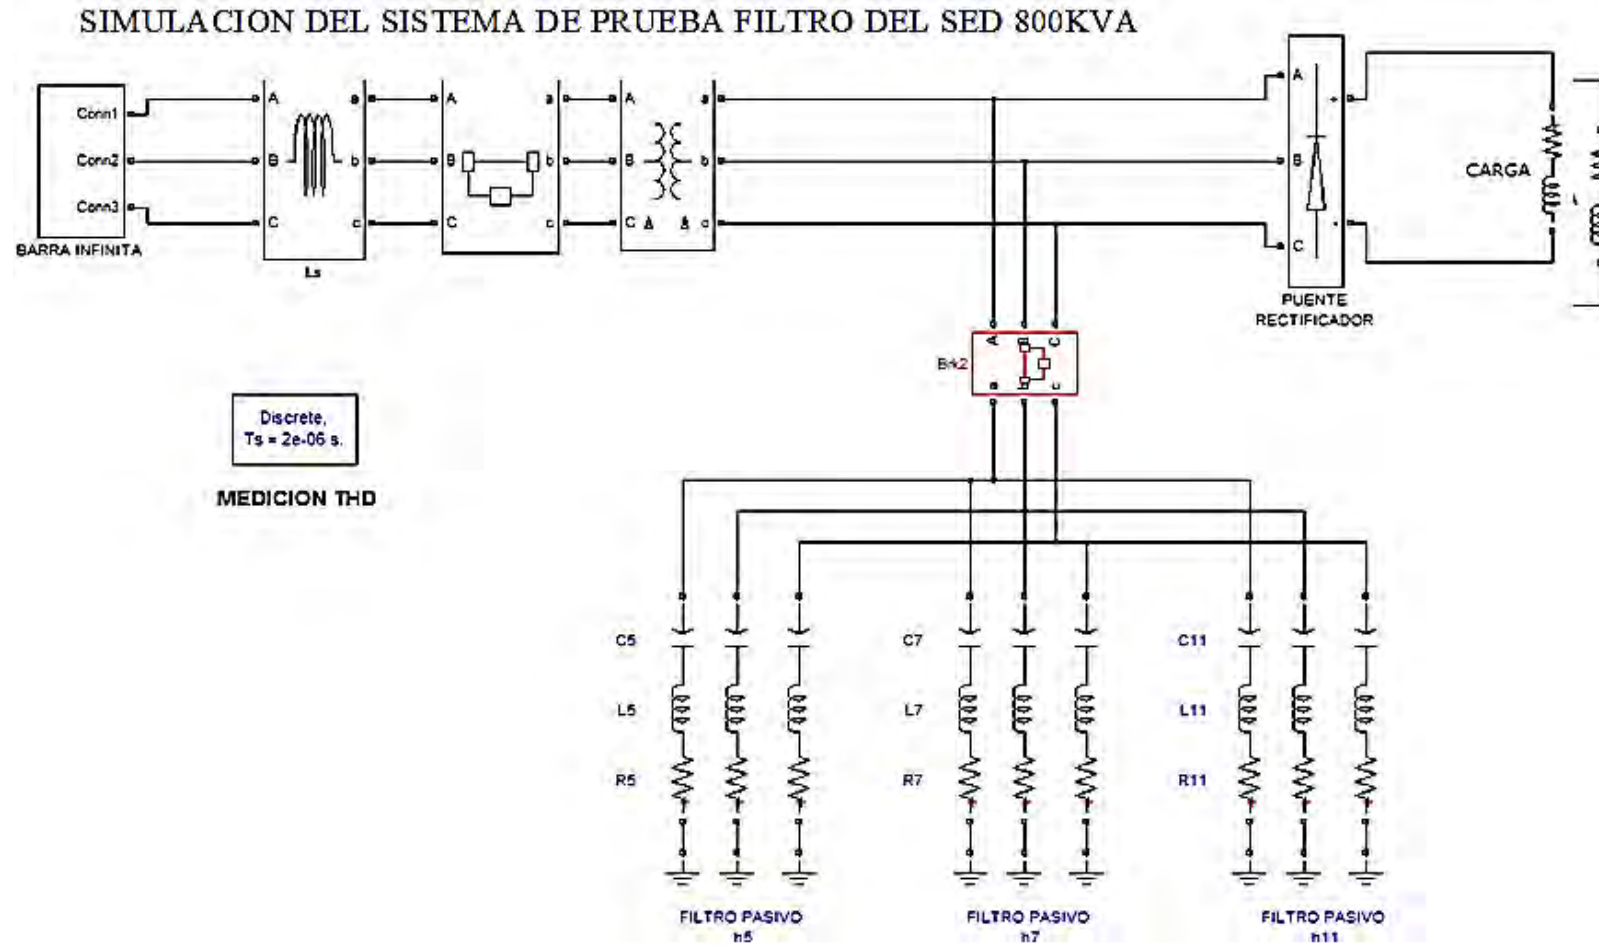 SIMULACION DEL SISTEMA DE PRUEBA FILTRO DEL SED 800KVA
Conn1
Conn2
Conn3
BARRA INFINITA
A
B
C
a
b
c
Ls
A
B
C
a
b
c
A
B
C
a
b
c
A
B
C
+
-
PUENTE
RECTIFICADOR
CARGA
Brk2
A
B
C
a
b
c
Discrete,
Ts = 2e-06 s.
MEDICION THD
C5
L5
R5
C7
L7
R7
C11
L11
R11
FILTRO PASIVO
h5
FILTRO PASIVO
h7
FILTRO PASIVO
h11